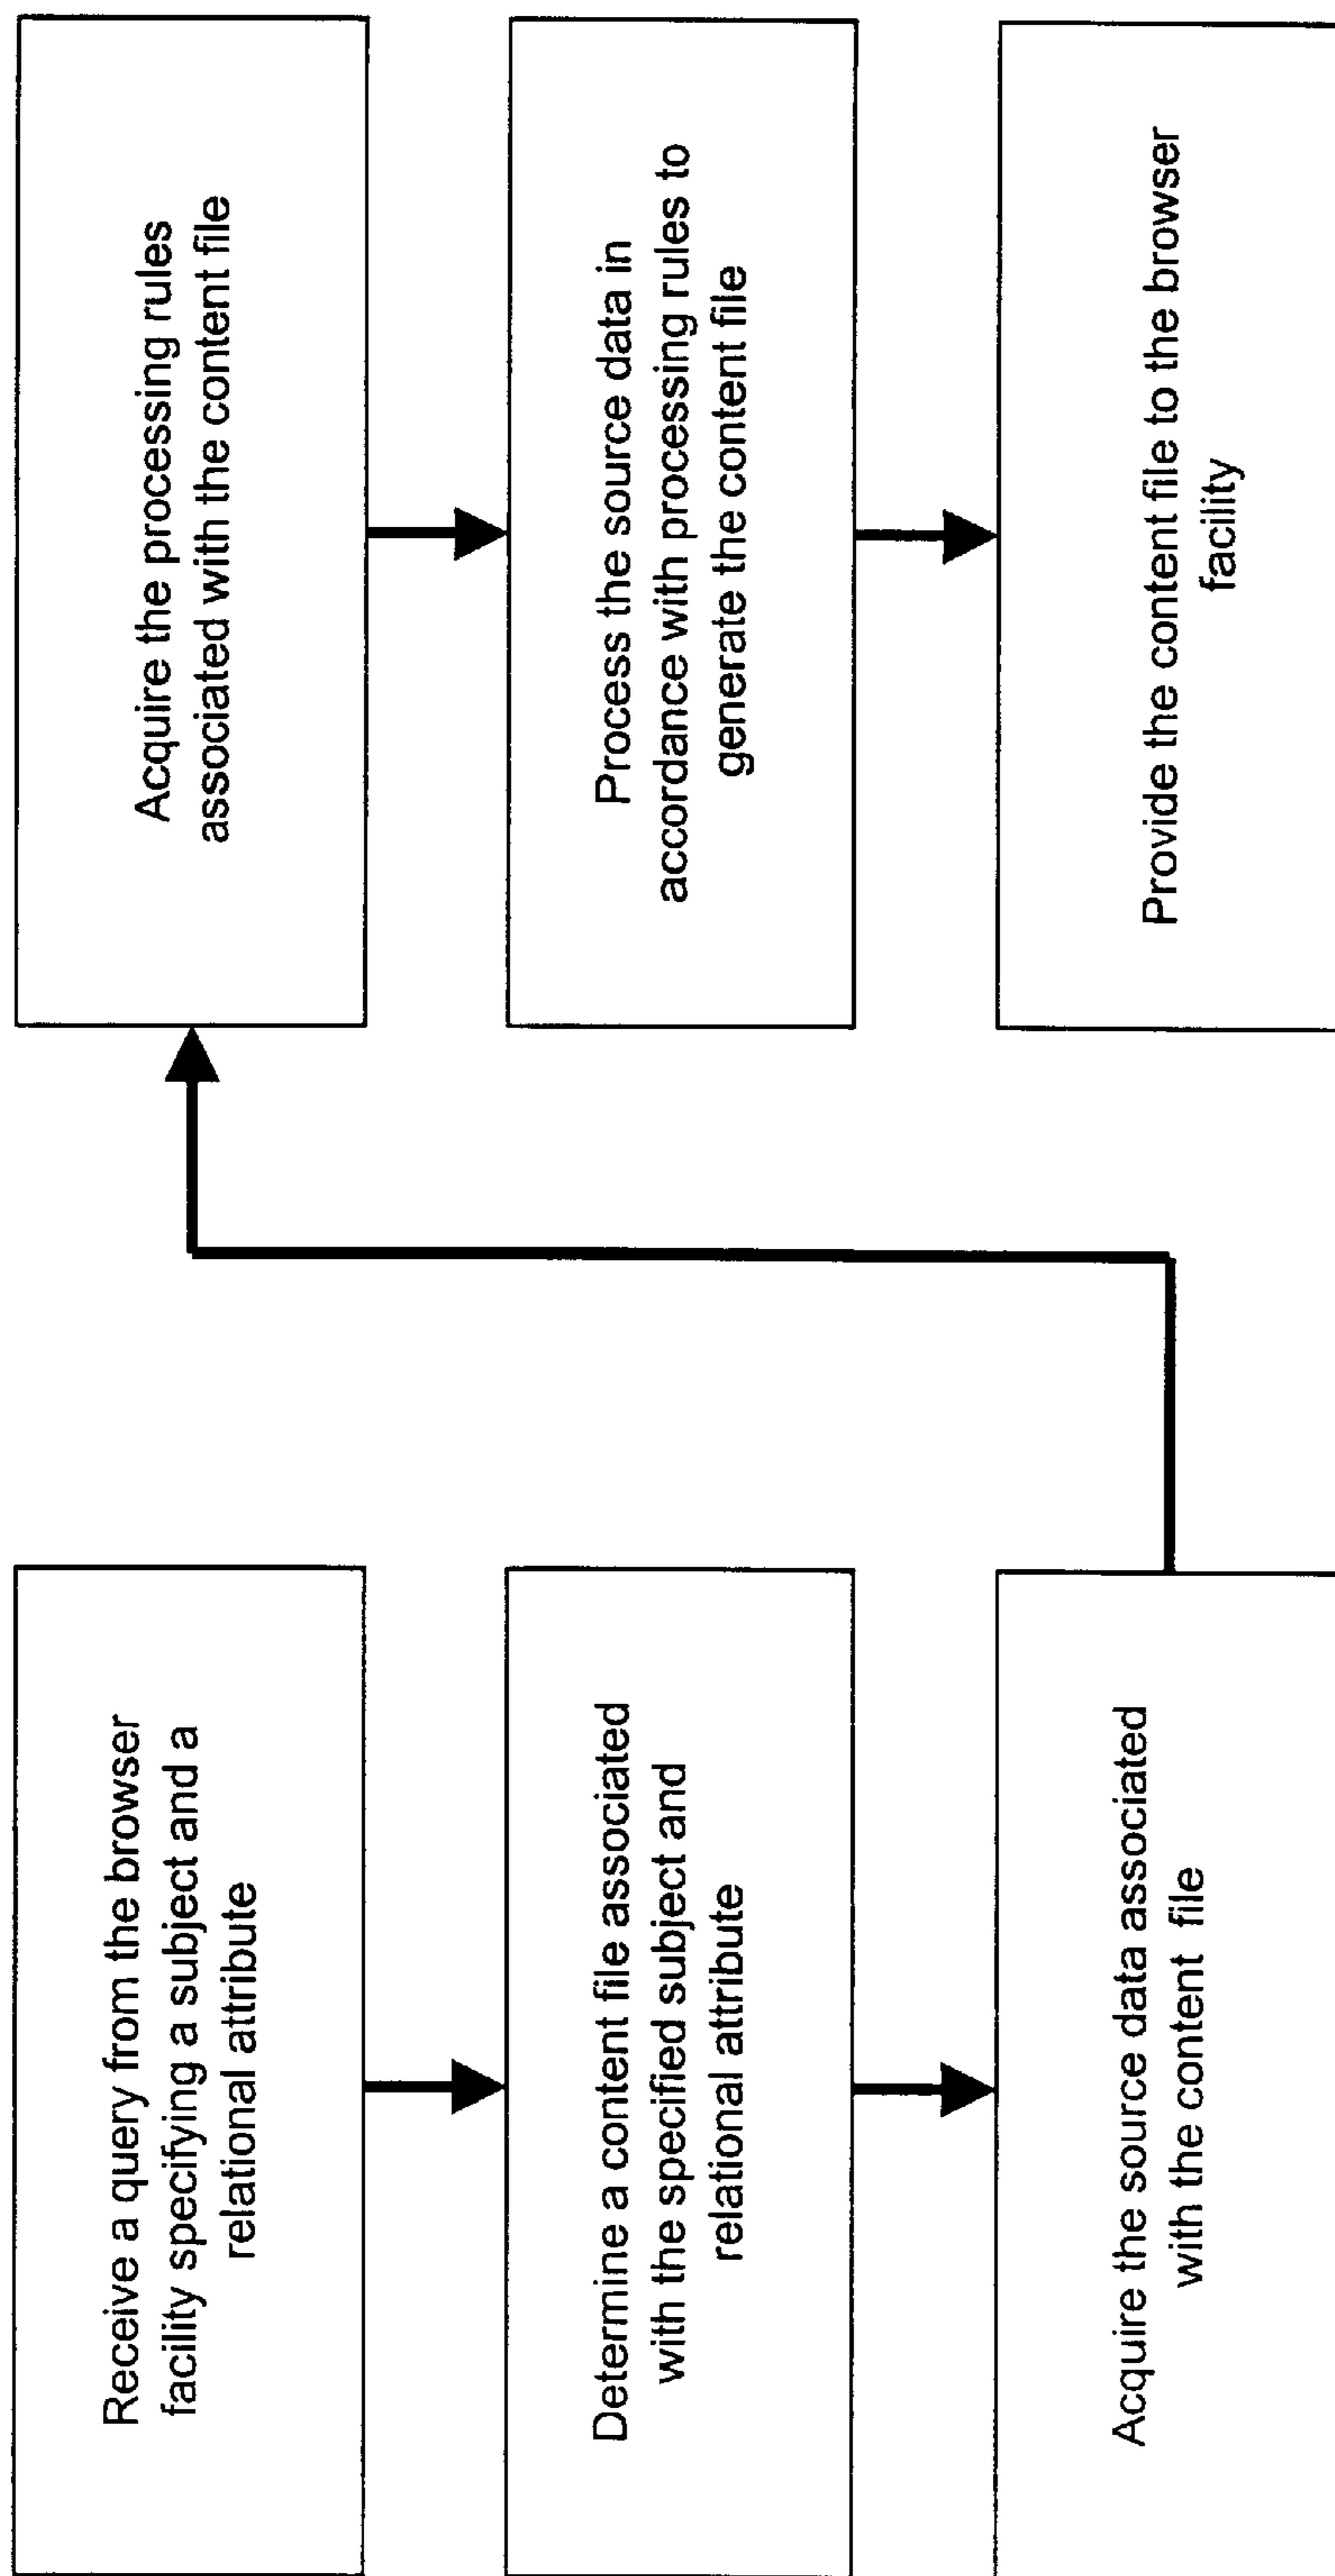 Receive a query from the browser
facility specifying a subject and a
relational attribute
Determine a content file associated
with the specified subject and
relational attribute
Acquire the source data associated
with the content file
Acquire the processing rules
associated with the content file
Process the source data in
accordance with processing rules to
generate the content file
Provide the content file to the browser
facility